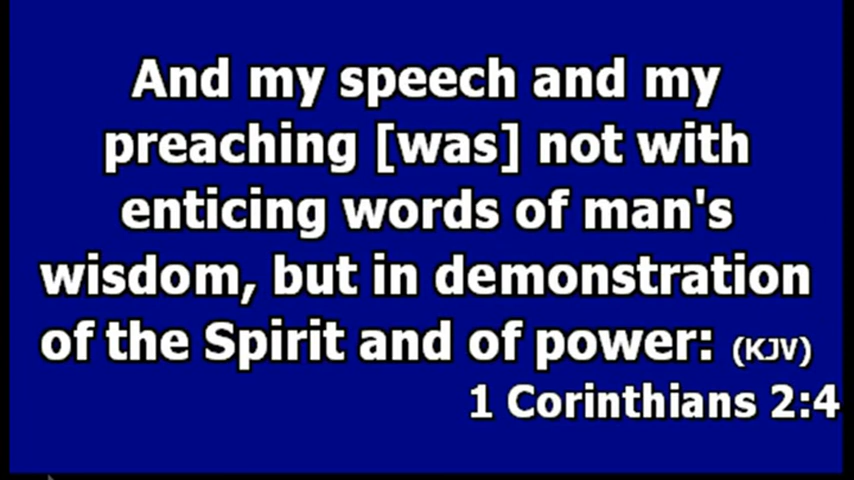 And my speech and my
preaching [was] not with
enticing words of man's
wisdom, but in demonstration
of the Spirit and of power: (KJV)
1 Corinthians 2:4